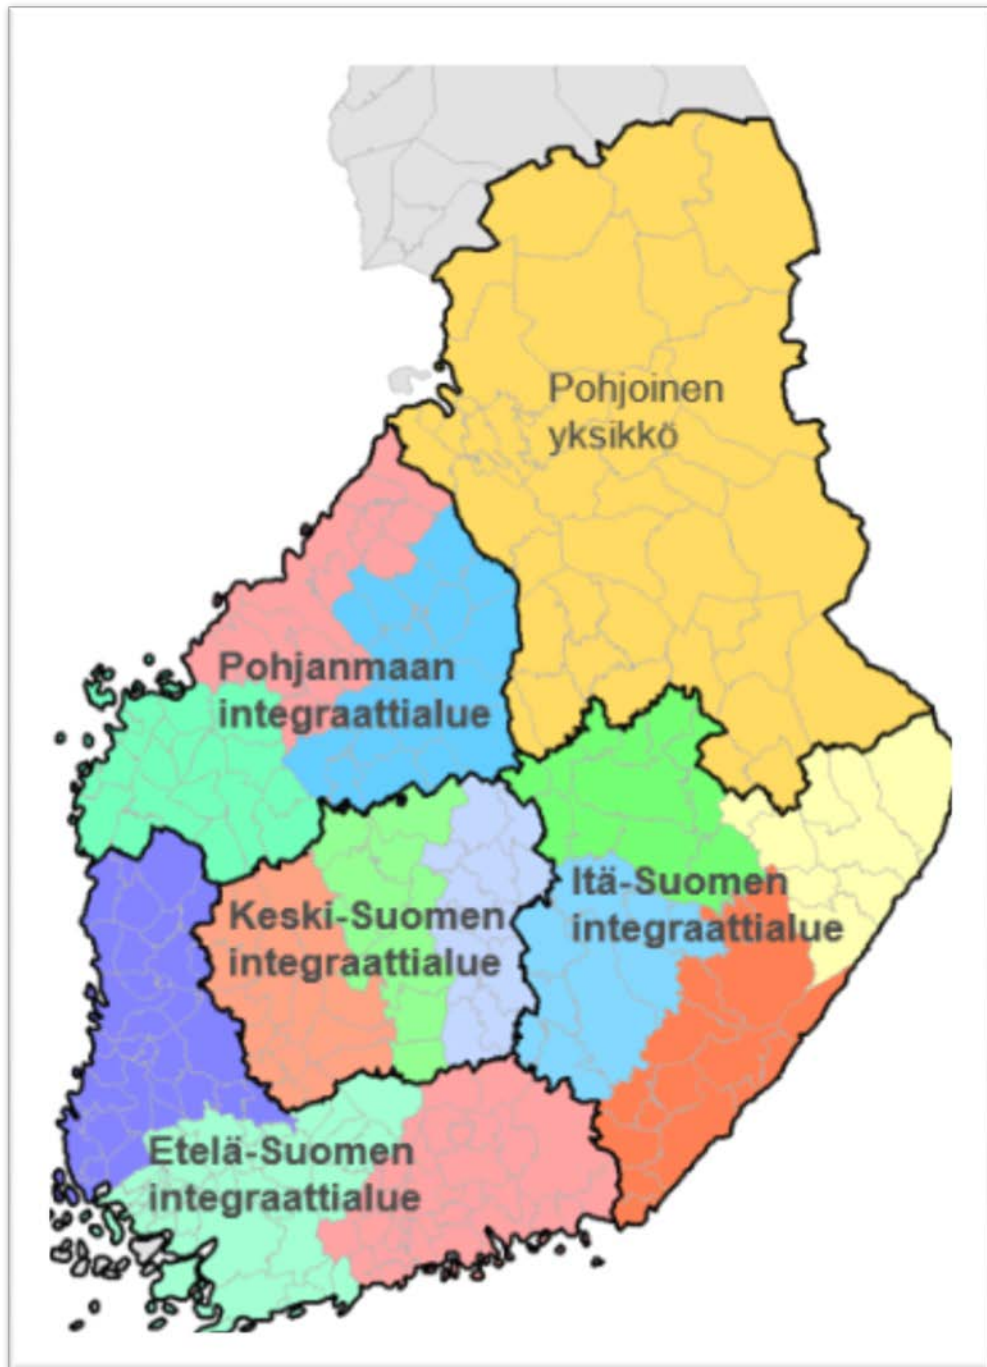 Pohjoinen
yksikkö
Pohjanmaan
integraattialue
Itä-Suomen
integraattialue
Keski-Suomen
integraattialue
Etelä-Suomen
integraattialue